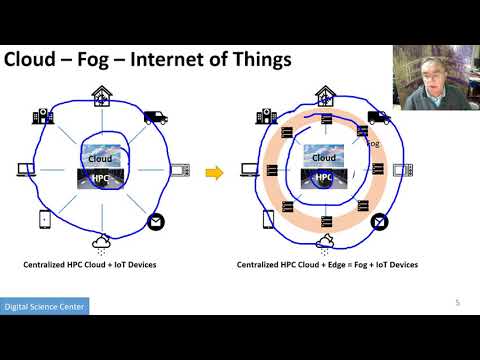 Cloud – Fog – Internet of Things
Cloud
HPC
Centralized HPC Cloud + IoT Devices
Fog
Cloud
HPC
Centralized HPC Cloud + Edge = Fog + IoT Devices
Digital Science Center
5